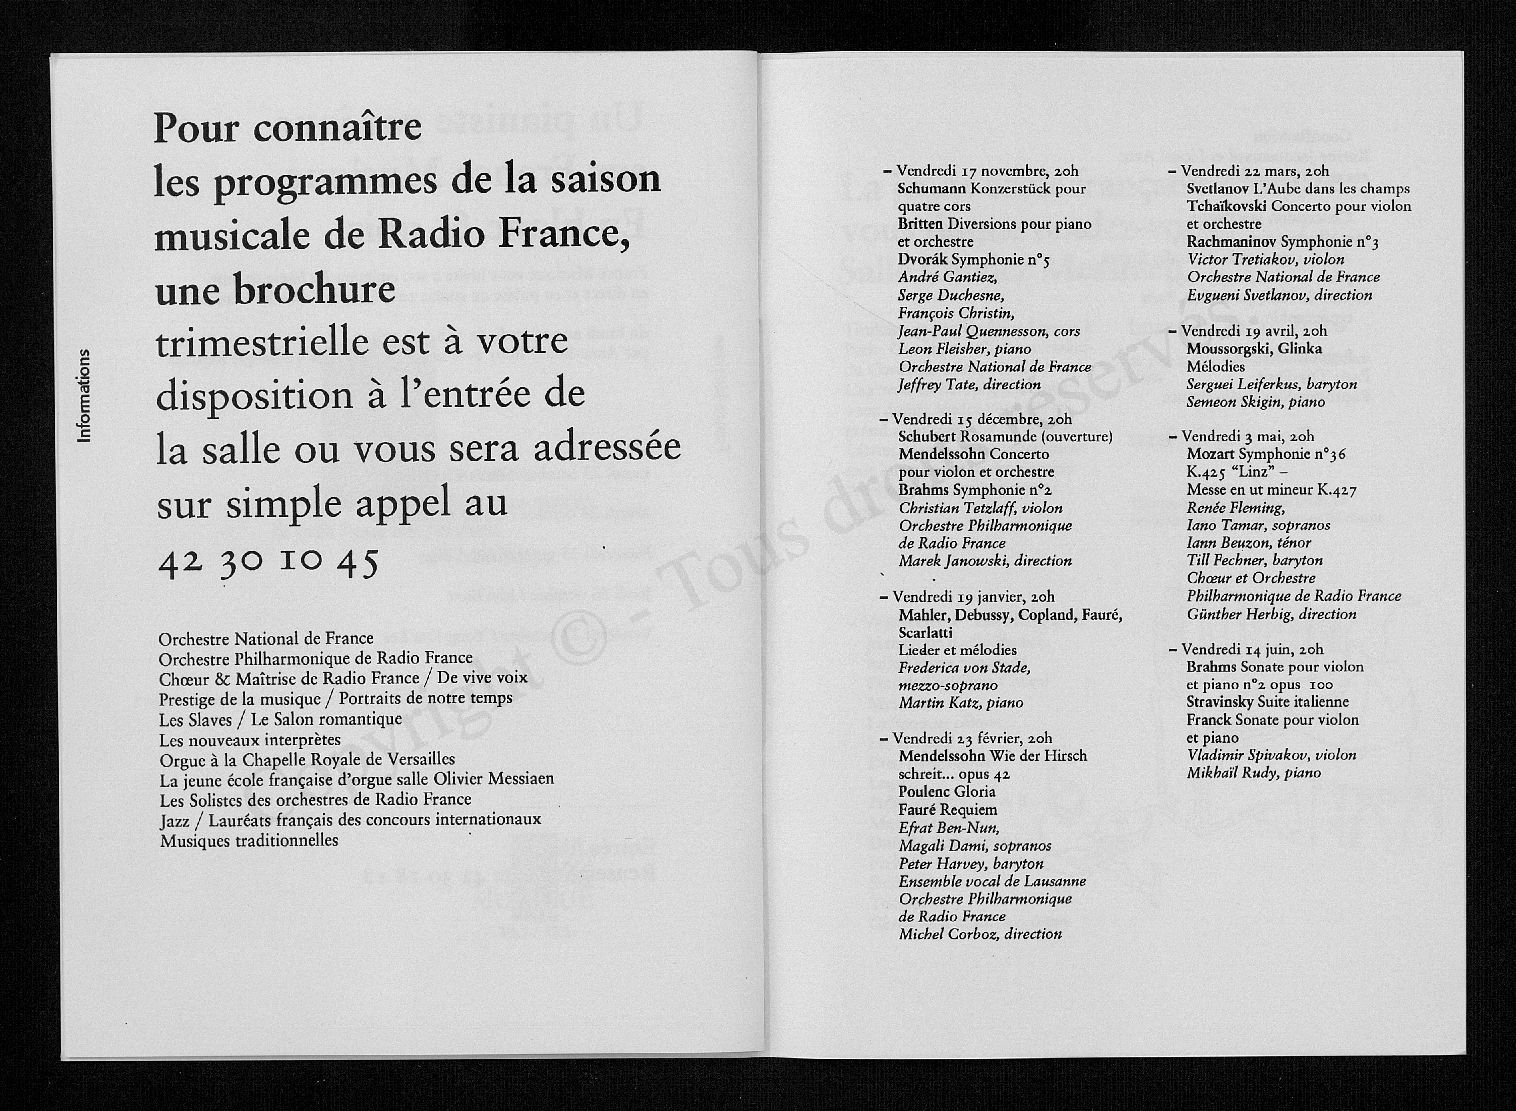 Informations
Pour connaître
les programmes de la saison
musicale de Radio France,
une brochure
trimestrielle est à votre
disposition à l'entrée de
la salle ou vous sera adressée
sur simple appel au
42 30 10 45
Orchestre National de France
Orchestre Philharmonique de Radio France
Chœur & Maîtrise de Radio France / De vive voix
Prestige de la musique / Portraits de notre temps
Les Slaves / Le Salon romantique
Les nouveaux interprètes
Orgue à la Chapelle Royale de Versailles
La jeune école française d'orgue salle Olivier Messiaen
Les Solistes des orchestres de Radio France
Jazz / Lauréats français des concours internationaux
Musiques traditionnelles
– Vendredi 17 novembre, 20h
Schumann Konzerstück pour
quatre cors
Britten Diversions pour piano
et orchestre
Dvorák Symphonie n°5
André Gantiez,
Serge Duchesne,
François Christin,
Jean-Paul Quennesson, cors
Leon Fleisher, piano
Orchestre National de France
Jeffrey Tate, direction
– Vendredi 15 décembre, 20h
Schubert Rosamunde (ouverture)
Mendelssohn Concerto
pour violon et orchestre
Brahms Symphonie n°2
Christian Tetzlaff, violon
Orchestre Philharmonique
de Radio France
Marek Janowski, direction
– Vendredi 19 janvier, 20h
Mahler, Debussy, Copland, Fauré,
Scarlatti
Lieder et mélodies
Frederica von Stade,
mezzo-soprano
Martin Katz, piano
– Vendredi 23 février, 20h
Mendelssohn Wie der Hirsch
schreit... opus 42
Poulenc Gloria
Fauré Requiem
Efrat Ben-Nun,
Magali Dami, sopranos
Peter Harvey, baryton
Ensemble vocal de Lausanne
Orchestre Philharmonique
de Radio France
Michel Corboz, direction
– Vendredi 22 mars, 20h
Svetlanov L'Aube dans les champs
Tchaïkovski Concerto pour violon
et orchestre
Rachmaninov Symphonie n°3
Victor Tretiakov, violon
Orchestre National de France
Evgueni Svetlanov, direction
– Vendredi 19 avril, 20h
Moussorgski, Glinka
Mélodies
Serguei Leiferkus, baryton
Semeon Skigin, piano
– Vendredi 3 mai, 20h
Mozart Symphonie n°36
K.425 "Linz" –
Messe en ut mineur K.427
Renée Fleming,
Iano Tamar, sopranos
Iann Beuzon, ténor
Till Fechner, baryton
Chœur et Orchestre
Philharmonique de Radio France
Günther Herbig, direction
– Vendredi 14 juin, 20h
Brahms Sonate pour violon
et piano n°2 opus 100
Stravinsky Suite italienne
Franck Sonate pour violon
et piano
Vladimir Spivakov, violon
Mikhaïl Rudy, piano
Copyright © - Tous droits réservés.